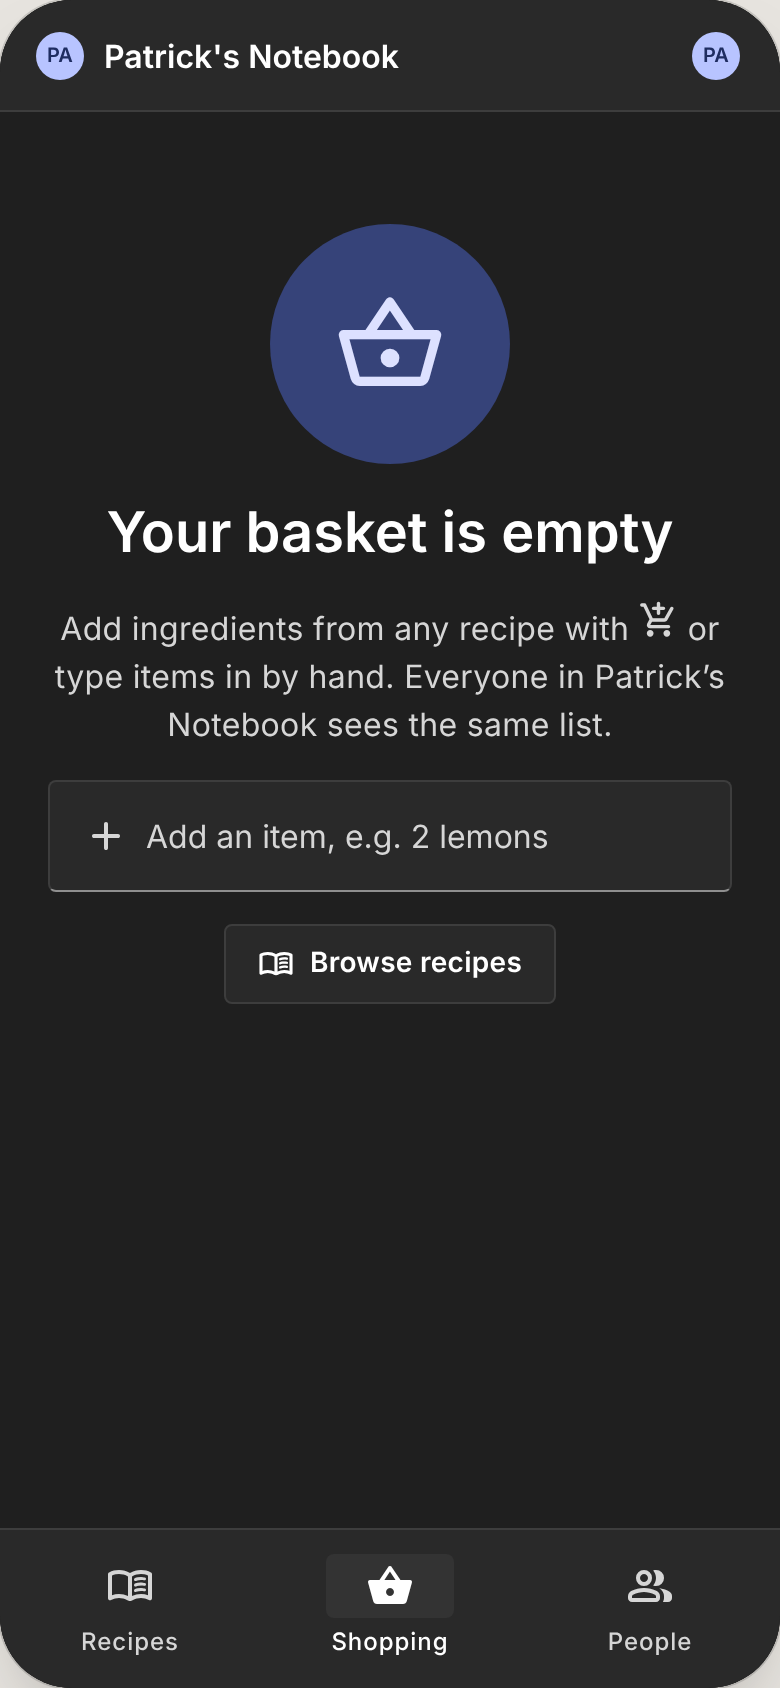 PA Patrick's Notebook PA
Your basket is empty
Add ingredients from any recipe with or
type items in by hand. Everyone in Patrick’s
Notebook sees the same list.
Add an item, e.g. 2 lemons
Browse recipes
Recipes Shopping People